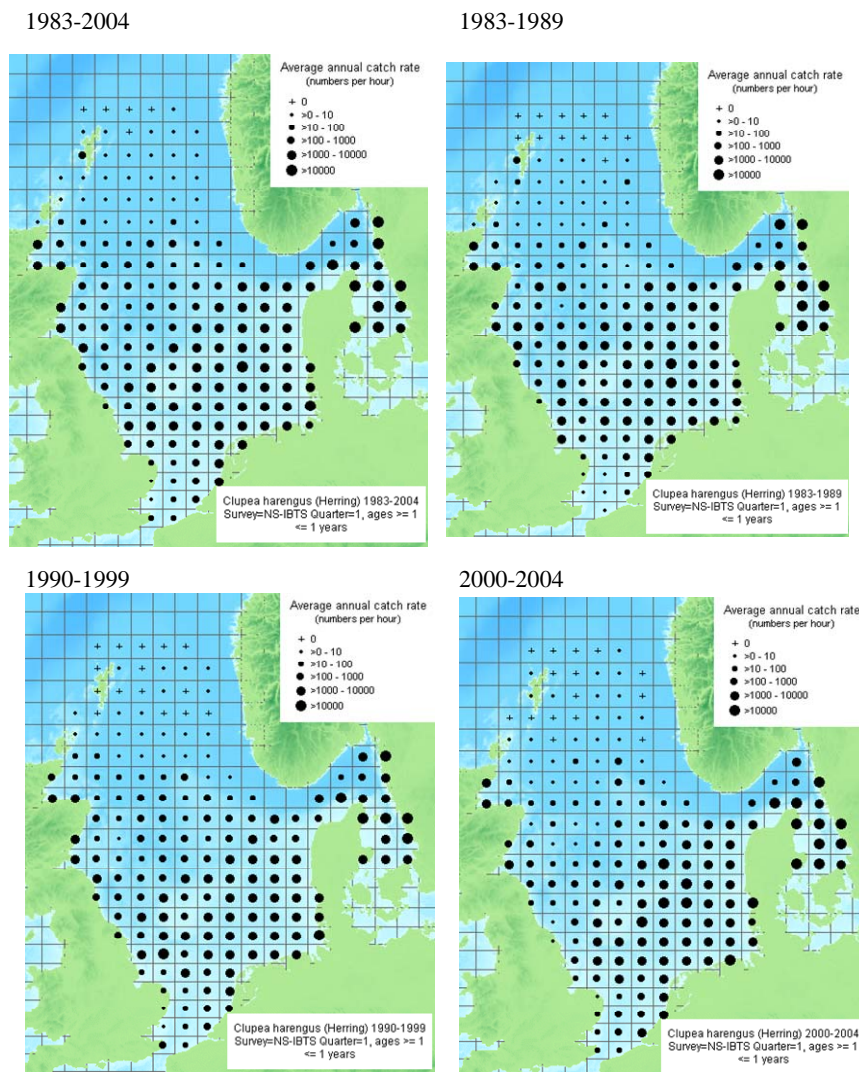 1983-2004
1983-1989
Average annual catch rate
(numbers per hour)
+ 0
>0 - 10
>10 - 100
>100 - 1000
>1000 - 10000
>10000
Clupea harengus (Herring) 1983-2004
Survey=NS-IBTS Quarter=1, ages >= 1
<= 1 years
Average annual catch rate
(numbers per hour)
+ 0
>0 - 10
>10 - 100
>100 - 1000
>1000 - 10000
>10000
Clupea harengus (Herring) 1983-1989
Survey=NS-IBTS Quarter=1, ages >= 1
<= 1 years
1990-1999
2000-2004
Average annual catch rate
(numbers per hour)
+ 0
>0 - 10
>10 - 100
>100 - 1000
>1000 - 10000
>10000
Clupea harengus (Herring) 1990-1999
Survey=NS-IBTS Quarter=1, ages >= 1
<= 1 years
Average annual catch rate
(numbers per hour)
+ 0
>0 - 10
>10 - 100
>100 - 1000
>1000 - 10000
>10000
Clupea harengus (Herring) 2000-2004
Survey=NS-IBTS Quarter=1, ages >= 1
<= 1 years